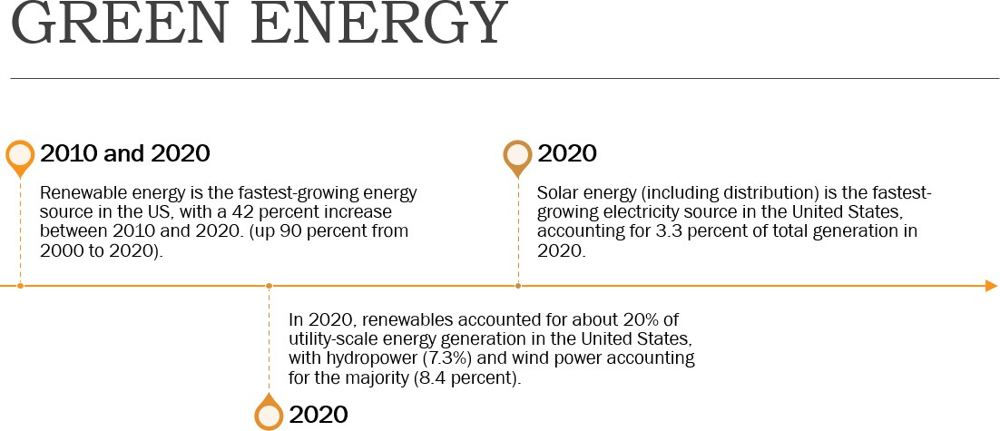 GREEN ENERGY
2010 and 2020
Renewable energy is the fastest-growing energy
source in the US, with a 42 percent increase
between 2010 and 2020. (up 90 percent from
2000 to 2020).
2020
Solar energy (including distribution) is the fastest-
growing electricity source in the United States,
accounting for 3.3 percent of total generation in
2020.
In 2020, renewables accounted for about 20% of
utility-scale energy generation in the United States,
with hydropower (7.3%) and wind power accounting
for the majority (8.4 percent).
2020